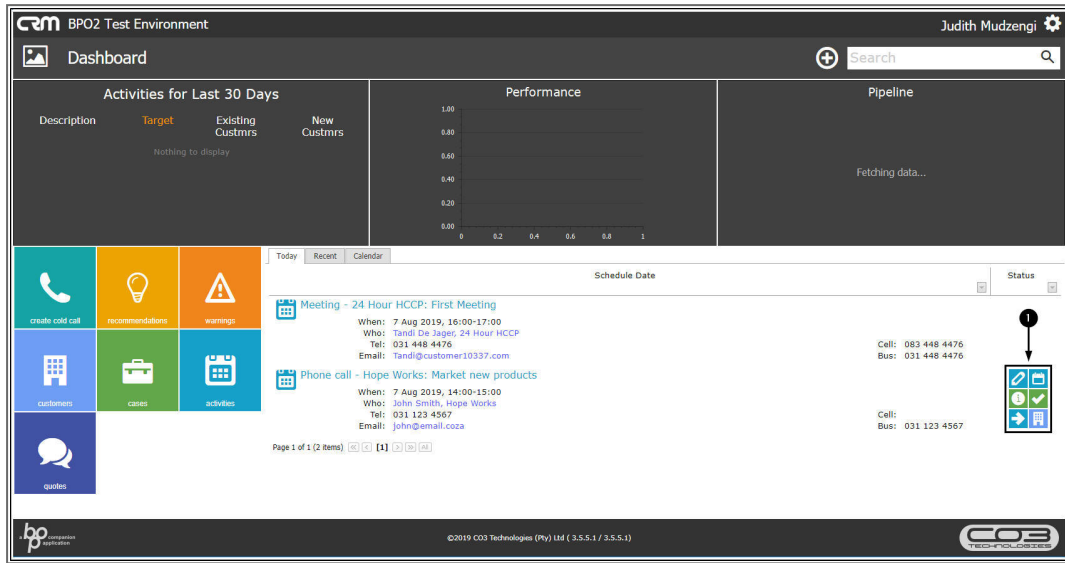 CRM BPO2 Test Environment
Judith Mudzengi
Dashboard
Search
Activities for Last 30 Days
Description Target Existing Custmrs New Custmrs
Nothing to display
Performance
1.00
0.80
0.60
0.40
0.20
0.00
0 0.2 0.4 0.6 0.8 1
Pipeline
Fetching data...
create cold call
recommendations
warnings
customers
cases
activities
quotes
Today Recent Calendar
Schedule Date
Status
Meeting - 24 Hour HCCP: First Meeting
When: 7 Aug 2019, 16:00-17:00
Who: Tandi De Jager, 24 Hour HCCP
Tel: 031 448 4476
Cell: 083 448 4476
Email: Tandi@customer10337.com
Bus: 031 448 4476
1
Phone call - Hope Works: Market new products
When: 7 Aug 2019, 14:00-15:00
Who: John Smith, Hope Works
Tel: 031 123 4567
Cell:
Email: john@email.coza
Bus: 031 123 4567
1
Page 1 of 1 (2 items) « < [1] > » All
a bpo companion application
©2019 CO3 Technologies (Pty) Ltd ( 3.5.5.1 / 3.5.5.1)
CO3
TECHNOLOGIES